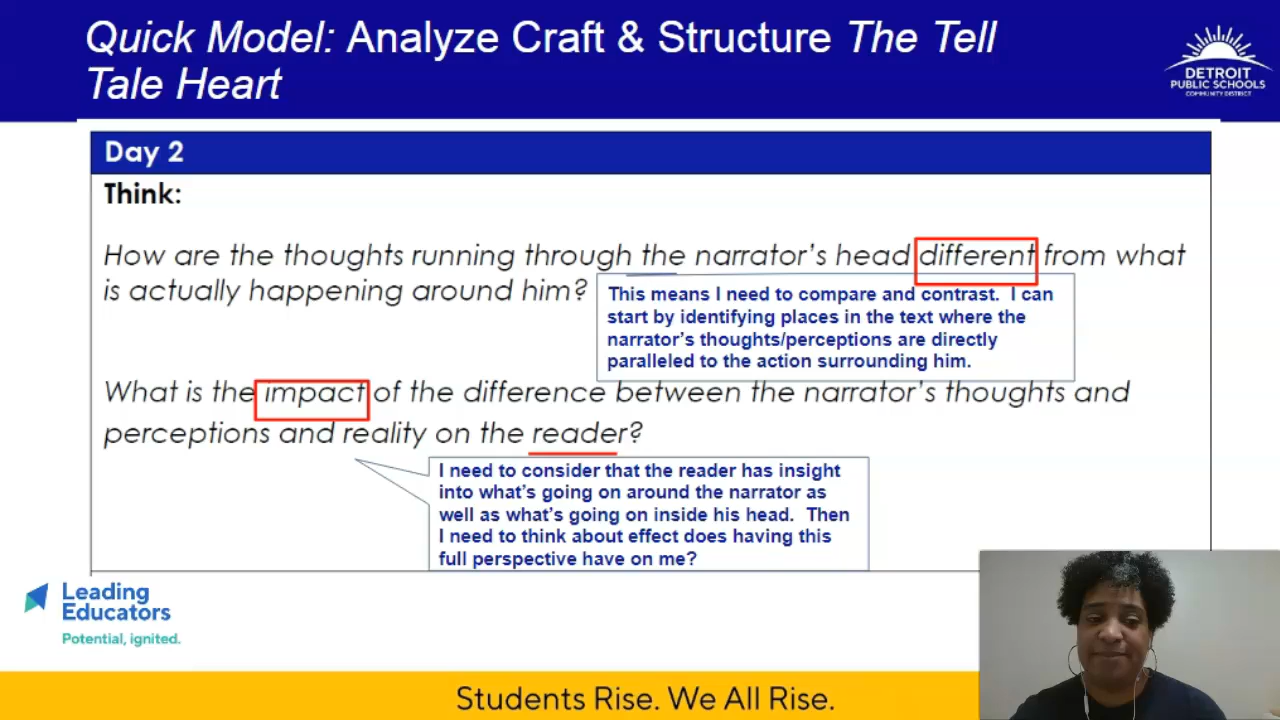 Quick Model: Analyze Craft & Structure The Tell
Tale Heart
DETROIT
PUBLIC SCHOOLS
COMMUNITY DISTRICT
Day 2
Think:
How are the thoughts running through the narrator's head different from what
is actually happening around him?
This means I need to compare and contrast. I can
start by identifying places in the text where the
narrator's thoughts/perceptions are directly
paralleled to the action surrounding him.
What is the impact of the difference between the narrator's thoughts and
perceptions and reality on the reader?
I need to consider that the reader has insight
into what's going on around the narrator as
well as what's going on inside his head. Then
I need to think about effect does having this
full perspective have on me?
Leading
Educators
Potential, ignited.
Students Rise. We All Rise.